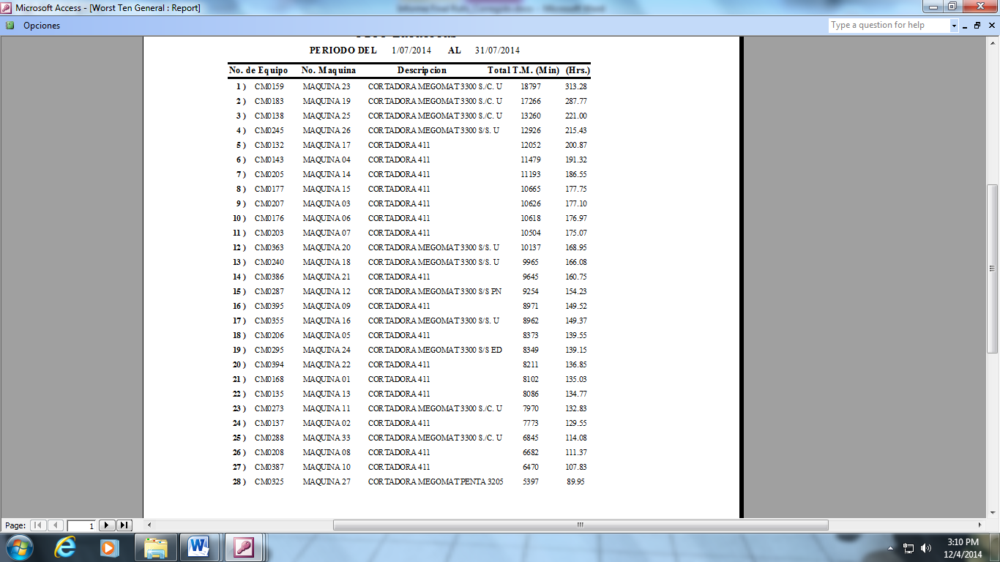 Microsoft Access - [Worst Ten General : Report]
Opciones
Type a question for help
PERIODO DEL 1/07/2014 AL 31/07/2014
No. de Equipo No. Maquina Descripcion Total T.M. (Min) (Hrs.)
1 ) CM0159 MAQUINA 23 CORTADORA MEGOMAT 3300 S./C. U 18797 313.28
2 ) CM0183 MAQUINA 19 CORTADORA MEGOMAT 3300 S./C. U 17266 287.77
3 ) CM0138 MAQUINA 25 CORTADORA MEGOMAT 3300 S./C. U 13260 221.00
4 ) CM0245 MAQUINA 26 CORTADORA MEGOMAT 3300 S/S. U 12926 215.43
5 ) CM0132 MAQUINA 17 CORTADORA 411 12052 200.87
6 ) CM0143 MAQUINA 04 CORTADORA 411 11479 191.32
7 ) CM0205 MAQUINA 14 CORTADORA 411 11193 186.55
8 ) CM0177 MAQUINA 15 CORTADORA 411 10665 177.75
9 ) CM0207 MAQUINA 03 CORTADORA 411 10626 177.10
10 ) CM0176 MAQUINA 06 CORTADORA 411 10618 176.97
11 ) CM0203 MAQUINA 07 CORTADORA 411 10504 175.07
12 ) CM0363 MAQUINA 20 CORTADORA MEGOMAT 3300 S/S. U 10137 168.95
13 ) CM0240 MAQUINA 18 CORTADORA MEGOMAT 3300 S/S. U 9965 166.08
14 ) CM0386 MAQUINA 21 CORTADORA 411 9645 160.75
15 ) CM0287 MAQUINA 12 CORTADORA MEGOMAT 3300 S/S PN 9254 154.23
16 ) CM0395 MAQUINA 09 CORTADORA 411 8971 149.52
17 ) CM0355 MAQUINA 16 CORTADORA MEGOMAT 3300 S/S. U 8962 149.37
18 ) CM0206 MAQUINA 05 CORTADORA 411 8373 139.55
19 ) CM0295 MAQUINA 24 CORTADORA MEGOMAT 3300 S/S ED 8349 139.15
20 ) CM0394 MAQUINA 22 CORTADORA 411 8211 136.85
21 ) CM0168 MAQUINA 01 CORTADORA 411 8102 135.03
22 ) CM0135 MAQUINA 13 CORTADORA 411 8086 134.77
23 ) CM0273 MAQUINA 11 CORTADORA MEGOMAT 3300 S./C. U 7970 132.83
24 ) CM0137 MAQUINA 02 CORTADORA 411 7773 129.55
25 ) CM0288 MAQUINA 33 CORTADORA MEGOMAT 3300 S./C. U 6845 114.08
26 ) CM0208 MAQUINA 08 CORTADORA 411 6682 111.37
27 ) CM0387 MAQUINA 10 CORTADORA 411 6470 107.83
28 ) CM0325 MAQUINA 27 CORTADORA MEGOMAT PENTA 3205 5397 89.95
Page: 1
3:10 PM
12/4/2014